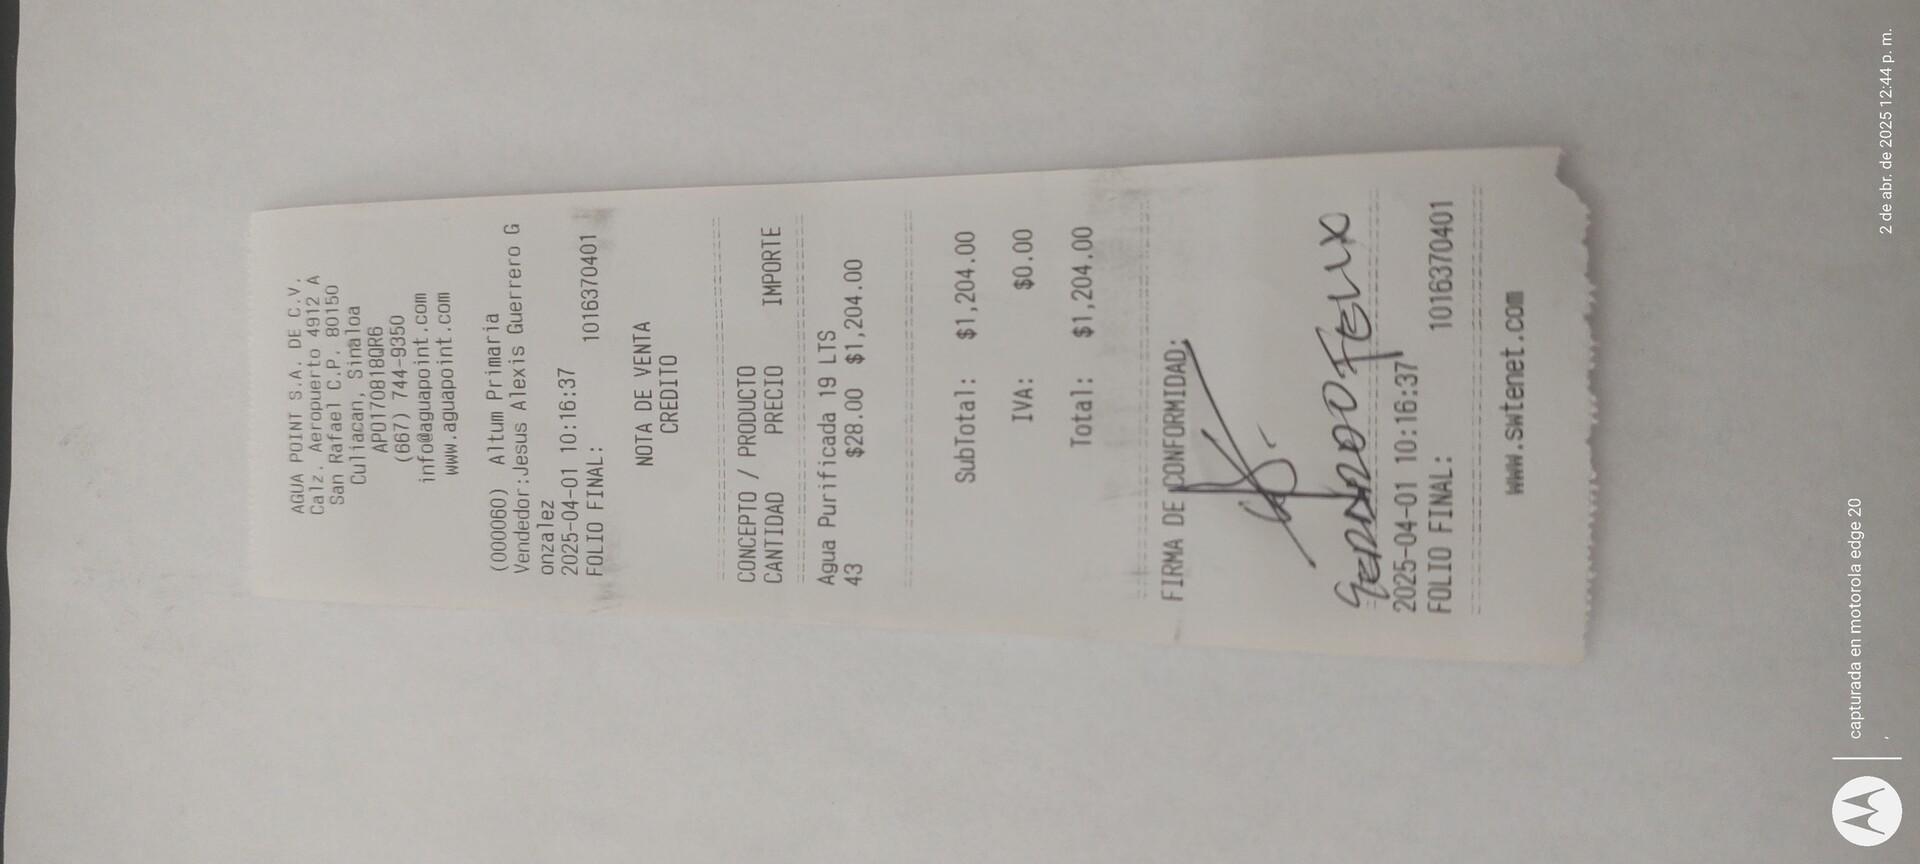 AGUA POINT S.A. DE C.V.
Calz. Aeropuerto 4912 A
San Rafael C.P. 80150
Culiacan, Sinaloa
APO170818QR6
(667) 744-9350
info@aguapoint.com
www.aguapoint.com
(000060) Altum Primaria
Vendedor:Jesus Alexis Guerrero G
onzalez
2025-04-01 10:16:37
FOLIO FINAL: 1016370401
NOTA DE VENTA
CREDITO
CONCEPTO / PRODUCTO
CANTIDAD PRECIO IMPORTE
Agua Purificada 19 LTS
43 $28.00 $1,204.00
SubTotal: $1,204.00
IVA: $0.00
Total: $1,204.00
FIRMA DE CONFORMIDAD:
FELIX
2025-04-01 10:16:37
FOLIO FINAL: 1016370401
www.swtenet.com
capturada en motorola edge 20
2 de abr. de 2025 12:44 p. m.